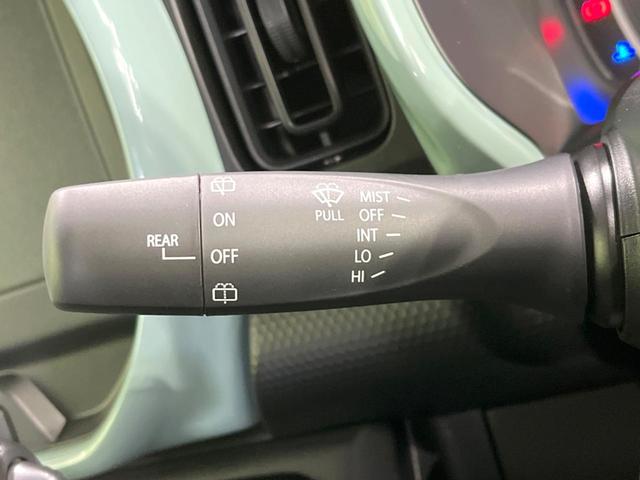 REAR
ON
OFF
PULL
MIST
OFF
INT
LO
HI